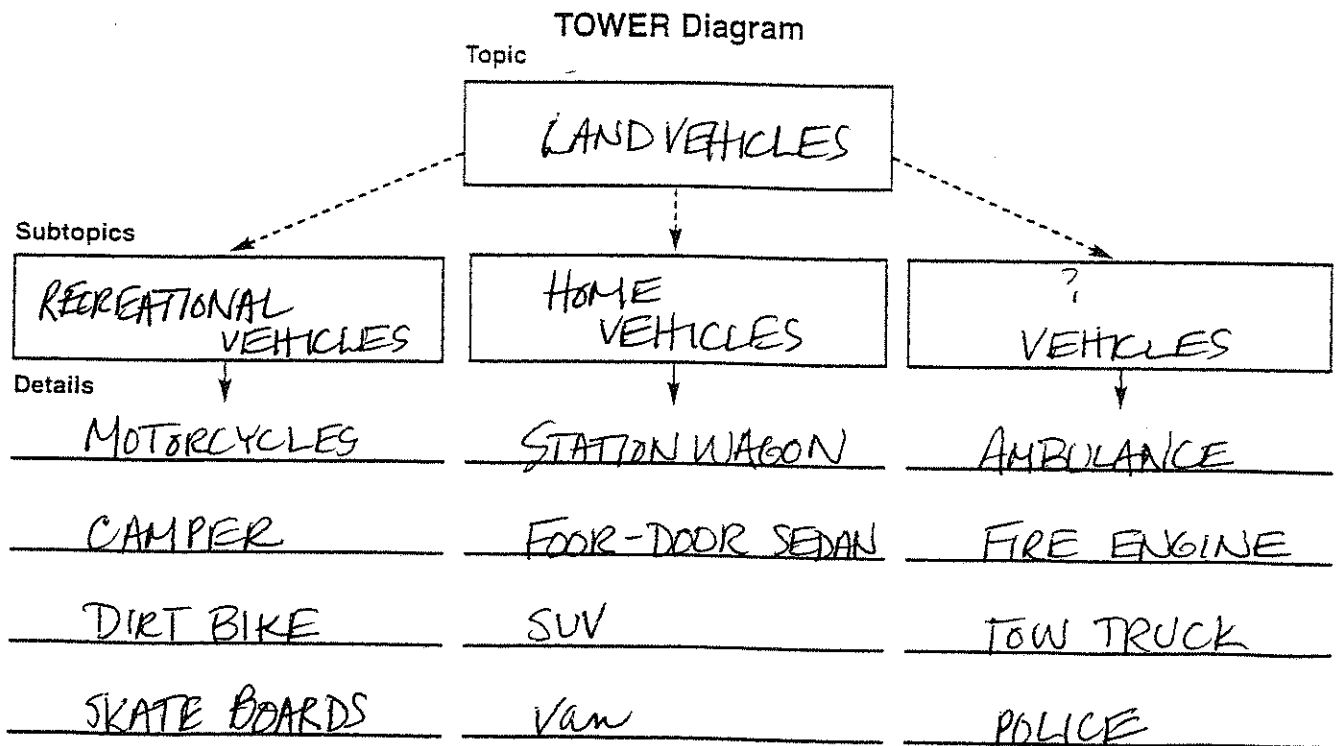 TOWER Diagram
Topic
LAND VEHICLES
Subtopics
RECREATIONAL
VEHICLES
HOME
VEHICLES
?
VEHICLES
Details
MOTORCYCLES
STATION WAGON
AMBULANCE
CAMPER
FOOR-DOOR SEDAN
FIRE ENGINE
DIRT BIKE
SUV
TOW TRUCK
SKATE BOARDS
Van
POLICE